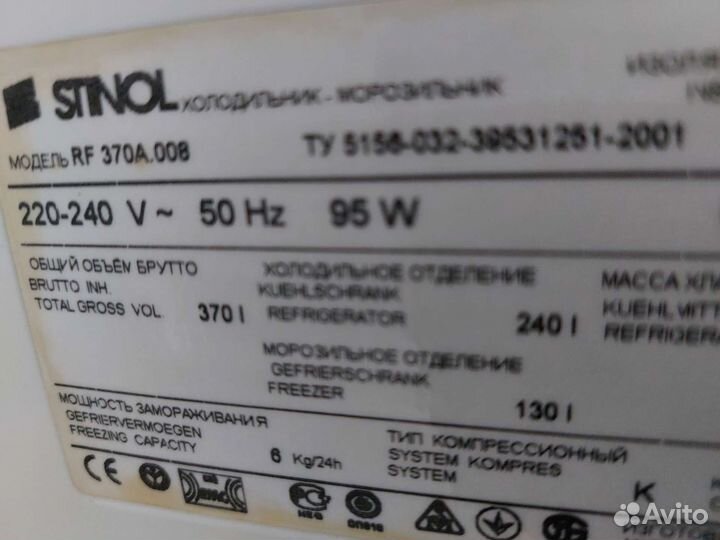 STINOL ХОЛОДИЛЬНИК - МОРОЗИЛЬНИК
МОДЕЛЬ RF 370A.008 ТУ 5156-032-39531251-2001
220-240 V ~ 50 Hz 95 W
ОБЩИЙ ОБЪЁМ БРУТТО
BRUTTO INH.
TOTAL GROSS VOL. 370 l
ХОЛОДИЛЬНОЕ ОТДЕЛЕНИЕ
KUEHLSCHRANK
REFRIGERATOR 240 l
МОРОЗИЛЬНОЕ ОТДЕЛЕНИЕ
GEFRIERSCHRANK
FREEZER 130 l
МАССА
МОЩНОСТЬ ЗАМОРАЖИВАНИЯ
GEFRIERVERMOEGEN
FREEZING CAPACITY 6 Kg/24h
ТИП КОМПРЕССИОННЫЙ
SYSTEM KOMPRES
SYSTEM K
CE
Avito